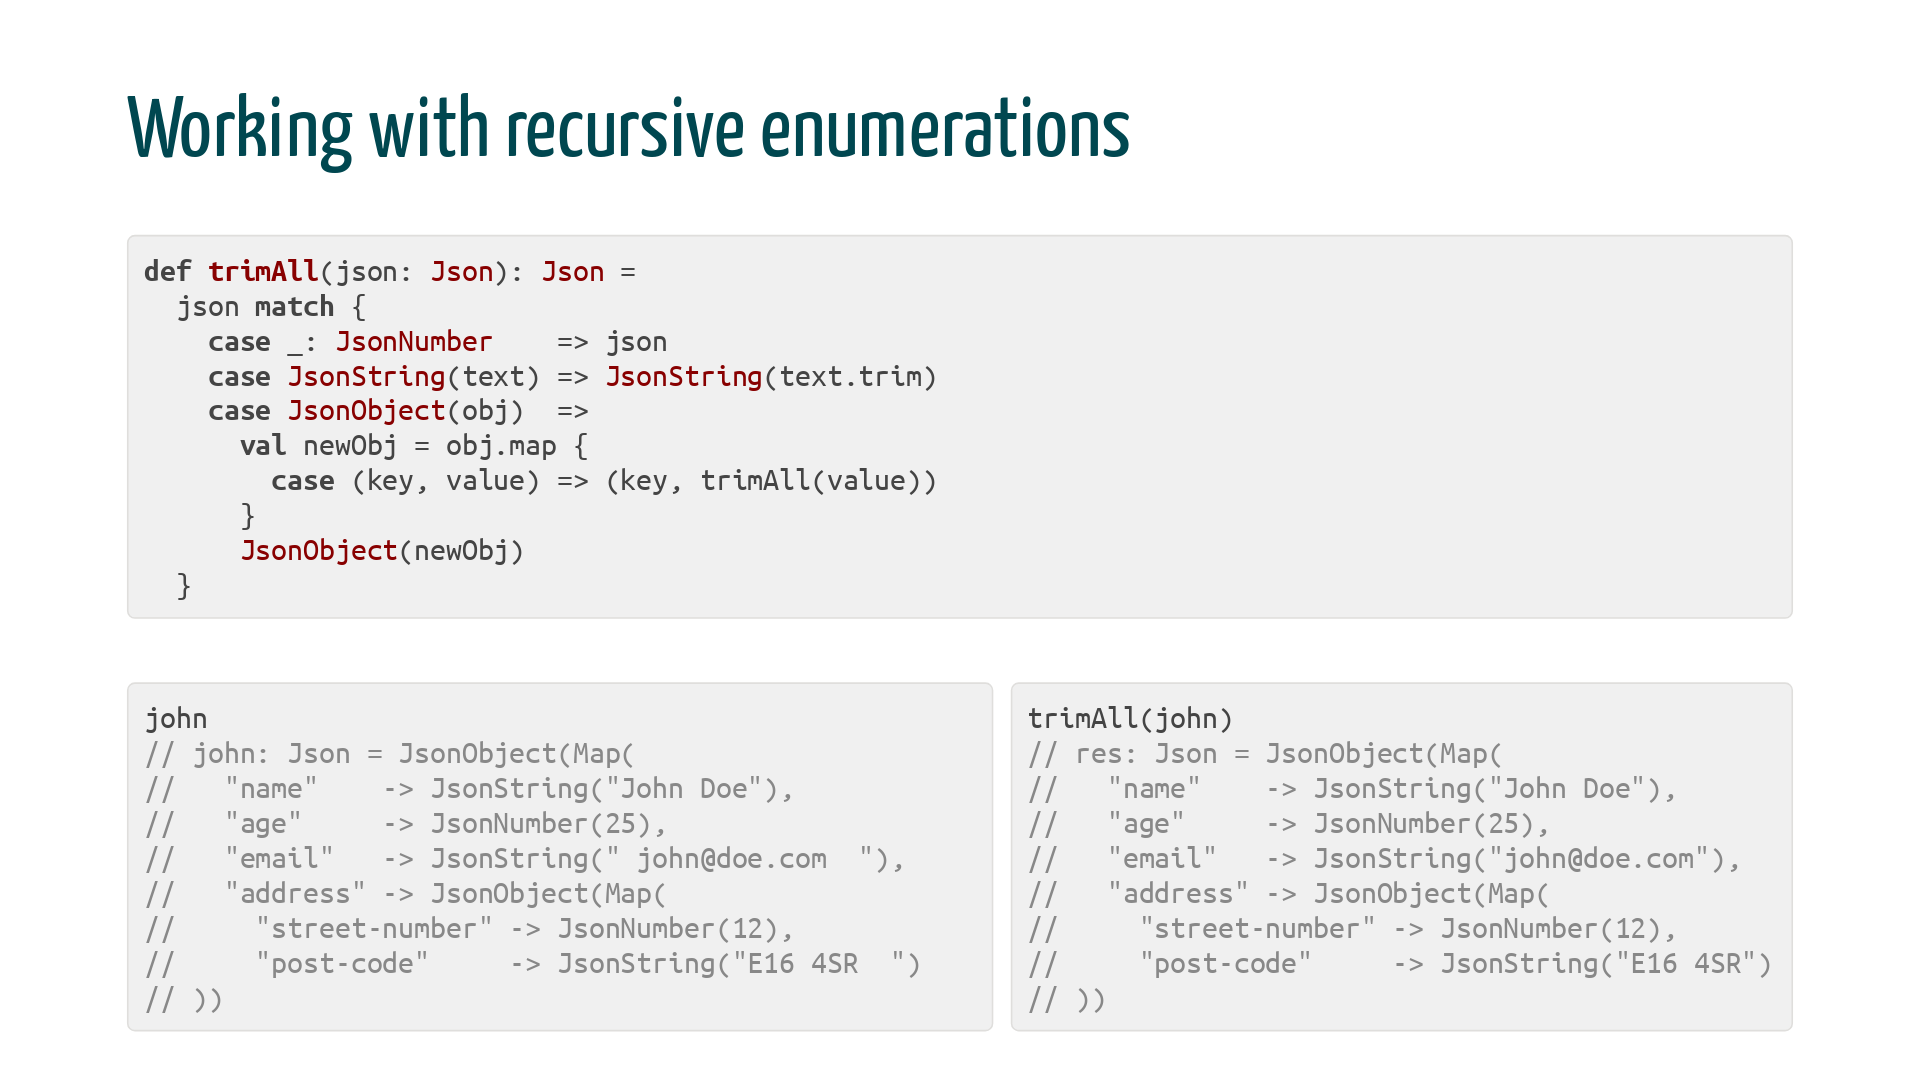 Working with recursive enumerations
def trimAll(json: Json): Json =
  json match {
    case _: JsonNumber    => json
    case JsonString(text) => JsonString(text.trim)
    case JsonObject(obj)  =>
      val newObj = obj.map {
        case (key, value) => (key, trimAll(value))
      }
      JsonObject(newObj)
  }
john
// john: Json = JsonObject(Map(
//   "name"    -> JsonString("John Doe"),
//   "age"     -> JsonNumber(25),
//   "email"   -> JsonString(" john@doe.com  "),
//   "address" -> JsonObject(Map(
//     "street-number" -> JsonNumber(12),
//     "post-code"     -> JsonString("E16 4SR  ")
// ))
trimAll(john)
// res: Json = JsonObject(Map(
//   "name"    -> JsonString("John Doe"),
//   "age"     -> JsonNumber(25),
//   "email"   -> JsonString("john@doe.com"),
//   "address" -> JsonObject(Map(
//     "street-number" -> JsonNumber(12),
//     "post-code"     -> JsonString("E16 4SR")
// ))